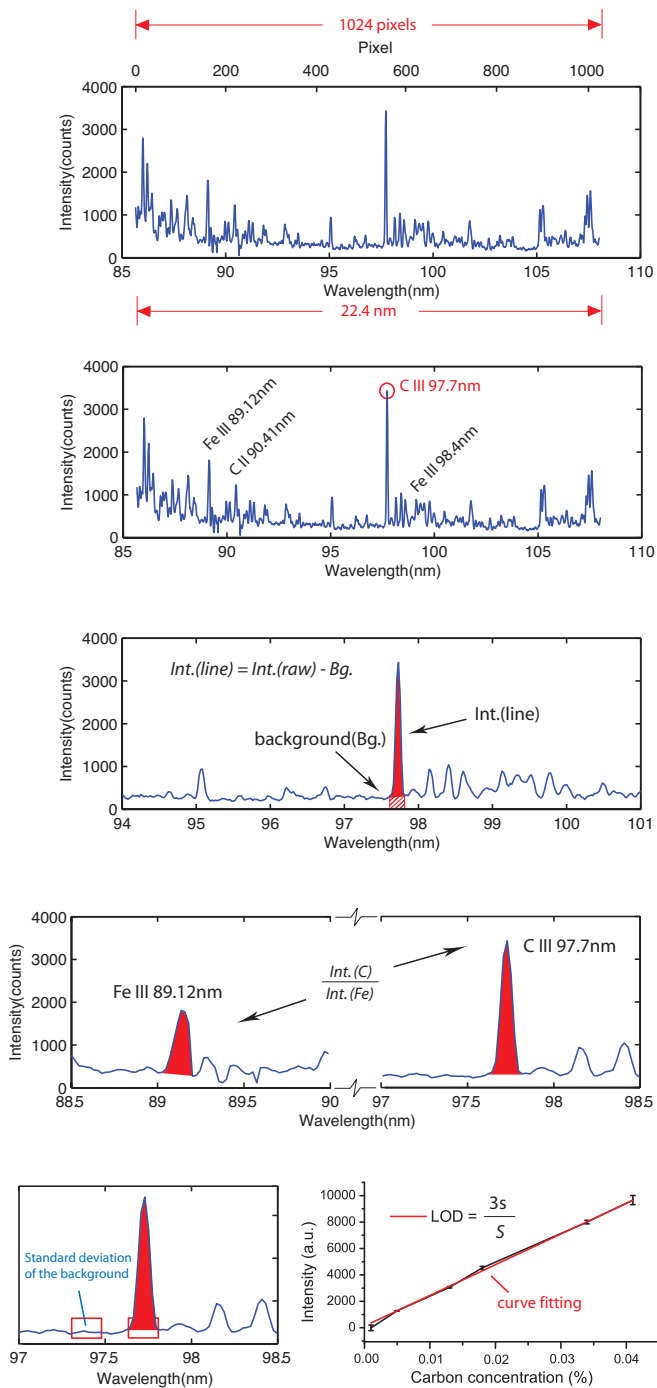 1024 pixels
Pixel
0 200 400 600 800 1000
4000
3000
2000
1000
0
Intensity(counts)
85 90 95 100 105 110
Wavelength(nm)
22.4 nm
4000
3000
2000
1000
0
Intensity(counts)
Fe III 89.12nm
C II 90.41nm
C III 97.7nm
Fe III 98.4nm
85 90 95 100 105 110
Wavelength(nm)
4000
3000
2000
1000
0
Intensity(counts)
Int.(line) = Int.(raw) - Bg.
Int.(line)
background(Bg.)
94 95 96 97 98 99 100 101
Wavelength(nm)
4000
3000
2000
1000
0
Intensity(counts)
Fe III 89.12nm
Int.(C)
Int.(Fe)
C III 97.7nm
88.5 89 89.5 90 97 97.5 98 98.5
Wavelength(nm)
Standard deviation
of the background
97 97.5 98 98.5
Wavelength(nm)
10000
8000
6000
4000
2000
0
Intensity (a.u.)
LOD = 3s
S
curve fitting
0.00 0.01 0.02 0.03 0.04
Carbon concentration (%)